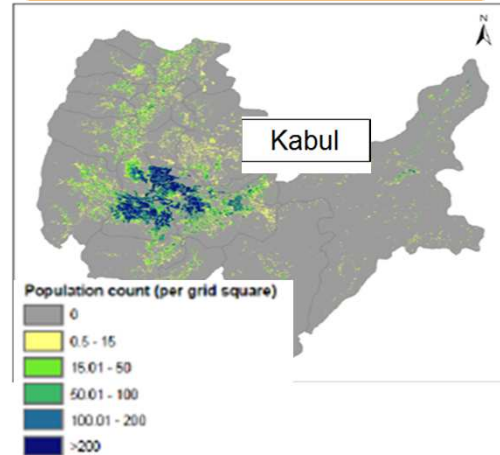 N
Kabul
Population count (per grid square)
0
0.5 - 15
15.01 - 50
50.01 - 100
100.01 - 200
>200